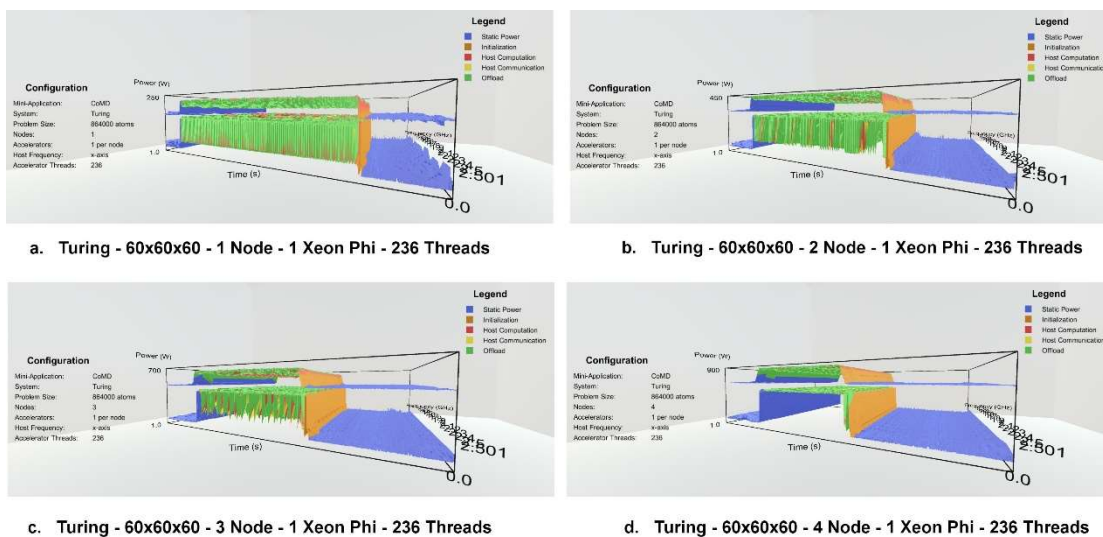 Legend
Static Power
Initialization
Host Computation
Host Communication
Offload
Power (W)
Configuration
Mini-Application: CoMD
System: Turing
Problem Size: 864000 atoms
Nodes: 1
Accelerators: 1 per node
Host Frequency: x-axis
Accelerator Threads: 236
1.0
Time (s)
0.0
a. Turing - 60x60x60 - 1 Node - 1 Xeon Phi - 236 Threads
Legend
Static Power
Initialization
Host Computation
Host Communication
Offload
Power (W)
450
Configuration
Mini-Application: CoMD
System: Turing
Problem Size: 864000 atoms
Nodes: 2
Accelerators: 1 per node
Host Frequency: x-axis
Accelerator Threads: 236
1.0
Time (s)
0.0
b. Turing - 60x60x60 - 2 Node - 1 Xeon Phi - 236 Threads
Legend
Static Power
Initialization
Host Computation
Host Communication
Offload
Power (W)
700
Configuration
Mini-Application: CoMD
System: Turing
Problem Size: 864000 atoms
Nodes: 3
Accelerators: 1 per node
Host Frequency: x-axis
Accelerator Threads: 236
1.0
Time (s)
0.0
c. Turing - 60x60x60 - 3 Node - 1 Xeon Phi - 236 Threads
Legend
Static Power
Initialization
Host Computation
Host Communication
Offload
Power (W)
900
Configuration
Mini-Application: CoMD
System: Turing
Problem Size: 864000 atoms
Nodes: 4
Accelerators: 1 per node
Host Frequency: x-axis
Accelerator Threads: 236
1.0
Time (s)
0.0
d. Turing - 60x60x60 - 4 Node - 1 Xeon Phi - 236 Threads